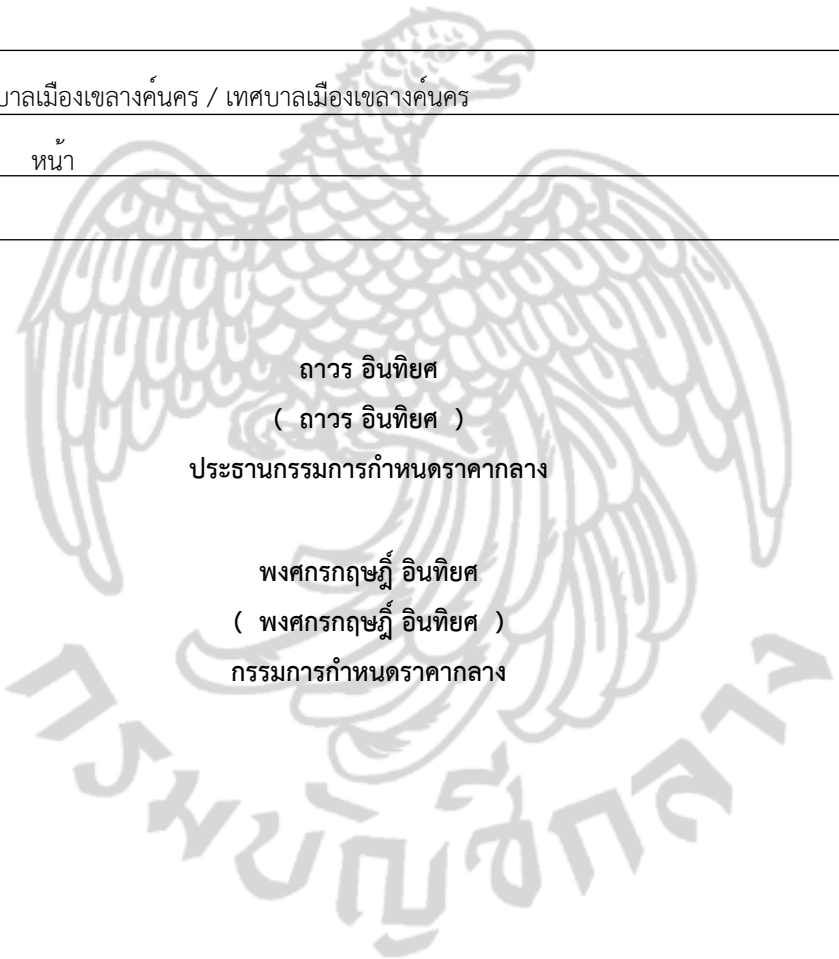 บาลเมืองเขลางค์นคร / เทศบาลเมืองเขลางค์นคร
หน้า
ถาวร อินทิยศ
( ถาวร อินทิยศ )
ประธานกรรมการกำหนดราคากลาง
พงศกรกฤษฎิ์ อินทิยศ
( พงศกรกฤษฎิ์ อินทิยศ )
กรรมการกำหนดราคากลาง
กรมบัญชีกลาง